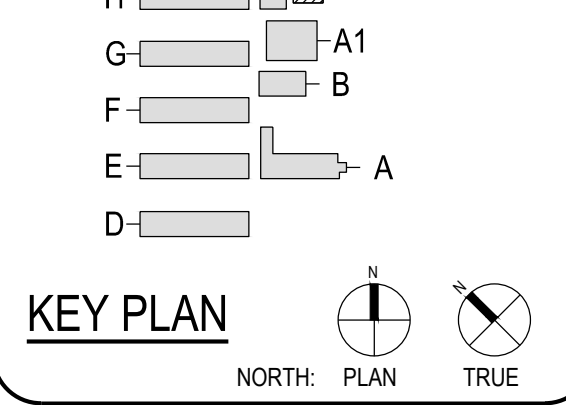 H
G A1
B
F
E A
D
N N
KEY PLAN
NORTH: PLAN TRUE